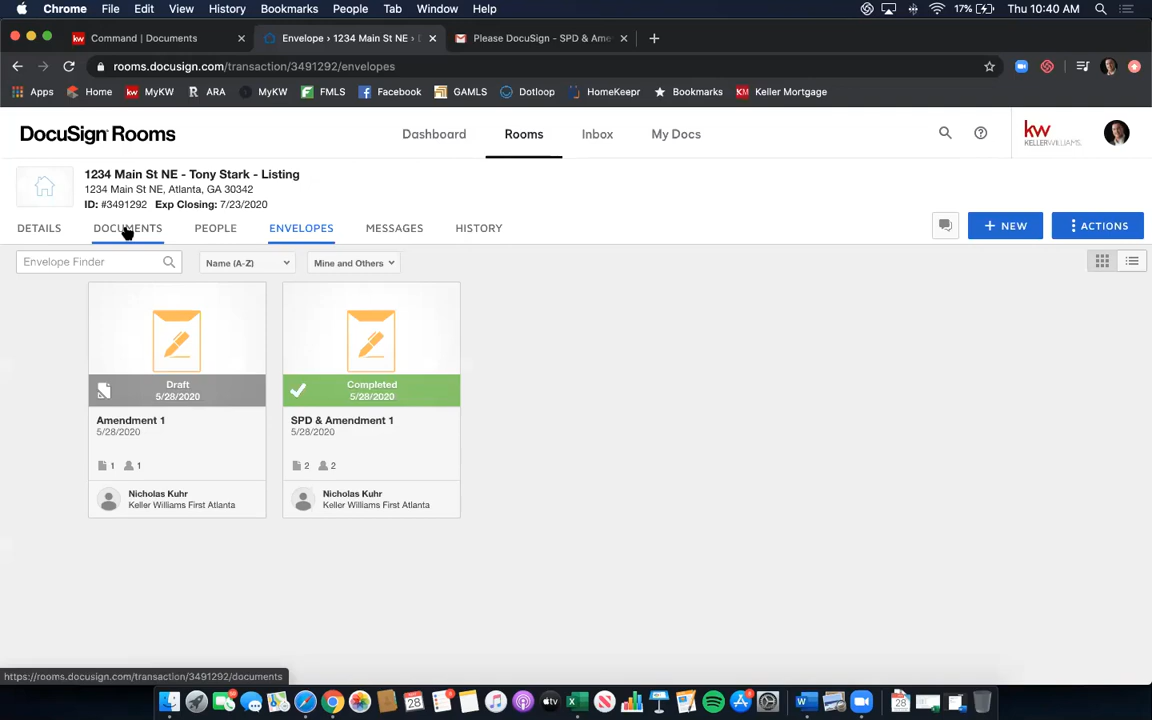 Chrome File Edit View History Bookmarks People Tab Window Help 17% Thu 10:40 AM
Command | Documents Envelope › 1234 Main St NE › Please DocuSign - SPD & Ame
rooms.docusign.com/transaction/3491292/envelopes
Apps Home MyKW ARA MyKW FMLS Facebook GAMLS Dotloop HomeKeepr Bookmarks Keller Mortgage
DocuSign Rooms Dashboard Rooms Inbox My Docs kw KELLERWILLIAMS.
1234 Main St NE - Tony Stark - Listing
1234 Main St NE, Atlanta, GA 30342
ID: #3491292 Exp Closing: 7/23/2020
DETAILS DOCUMENTS PEOPLE ENVELOPES MESSAGES HISTORY + NEW ACTIONS
Envelope Finder Name (A-Z) Mine and Others
Draft
5/28/2020
Amendment 1
5/28/2020
1 1
Nicholas Kuhr
Keller Williams First Atlanta
Completed
5/28/2020
SPD & Amendment 1
5/28/2020
2 2
Nicholas Kuhr
Keller Williams First Atlanta
https://rooms.docusign.com/transaction/3491292/documents